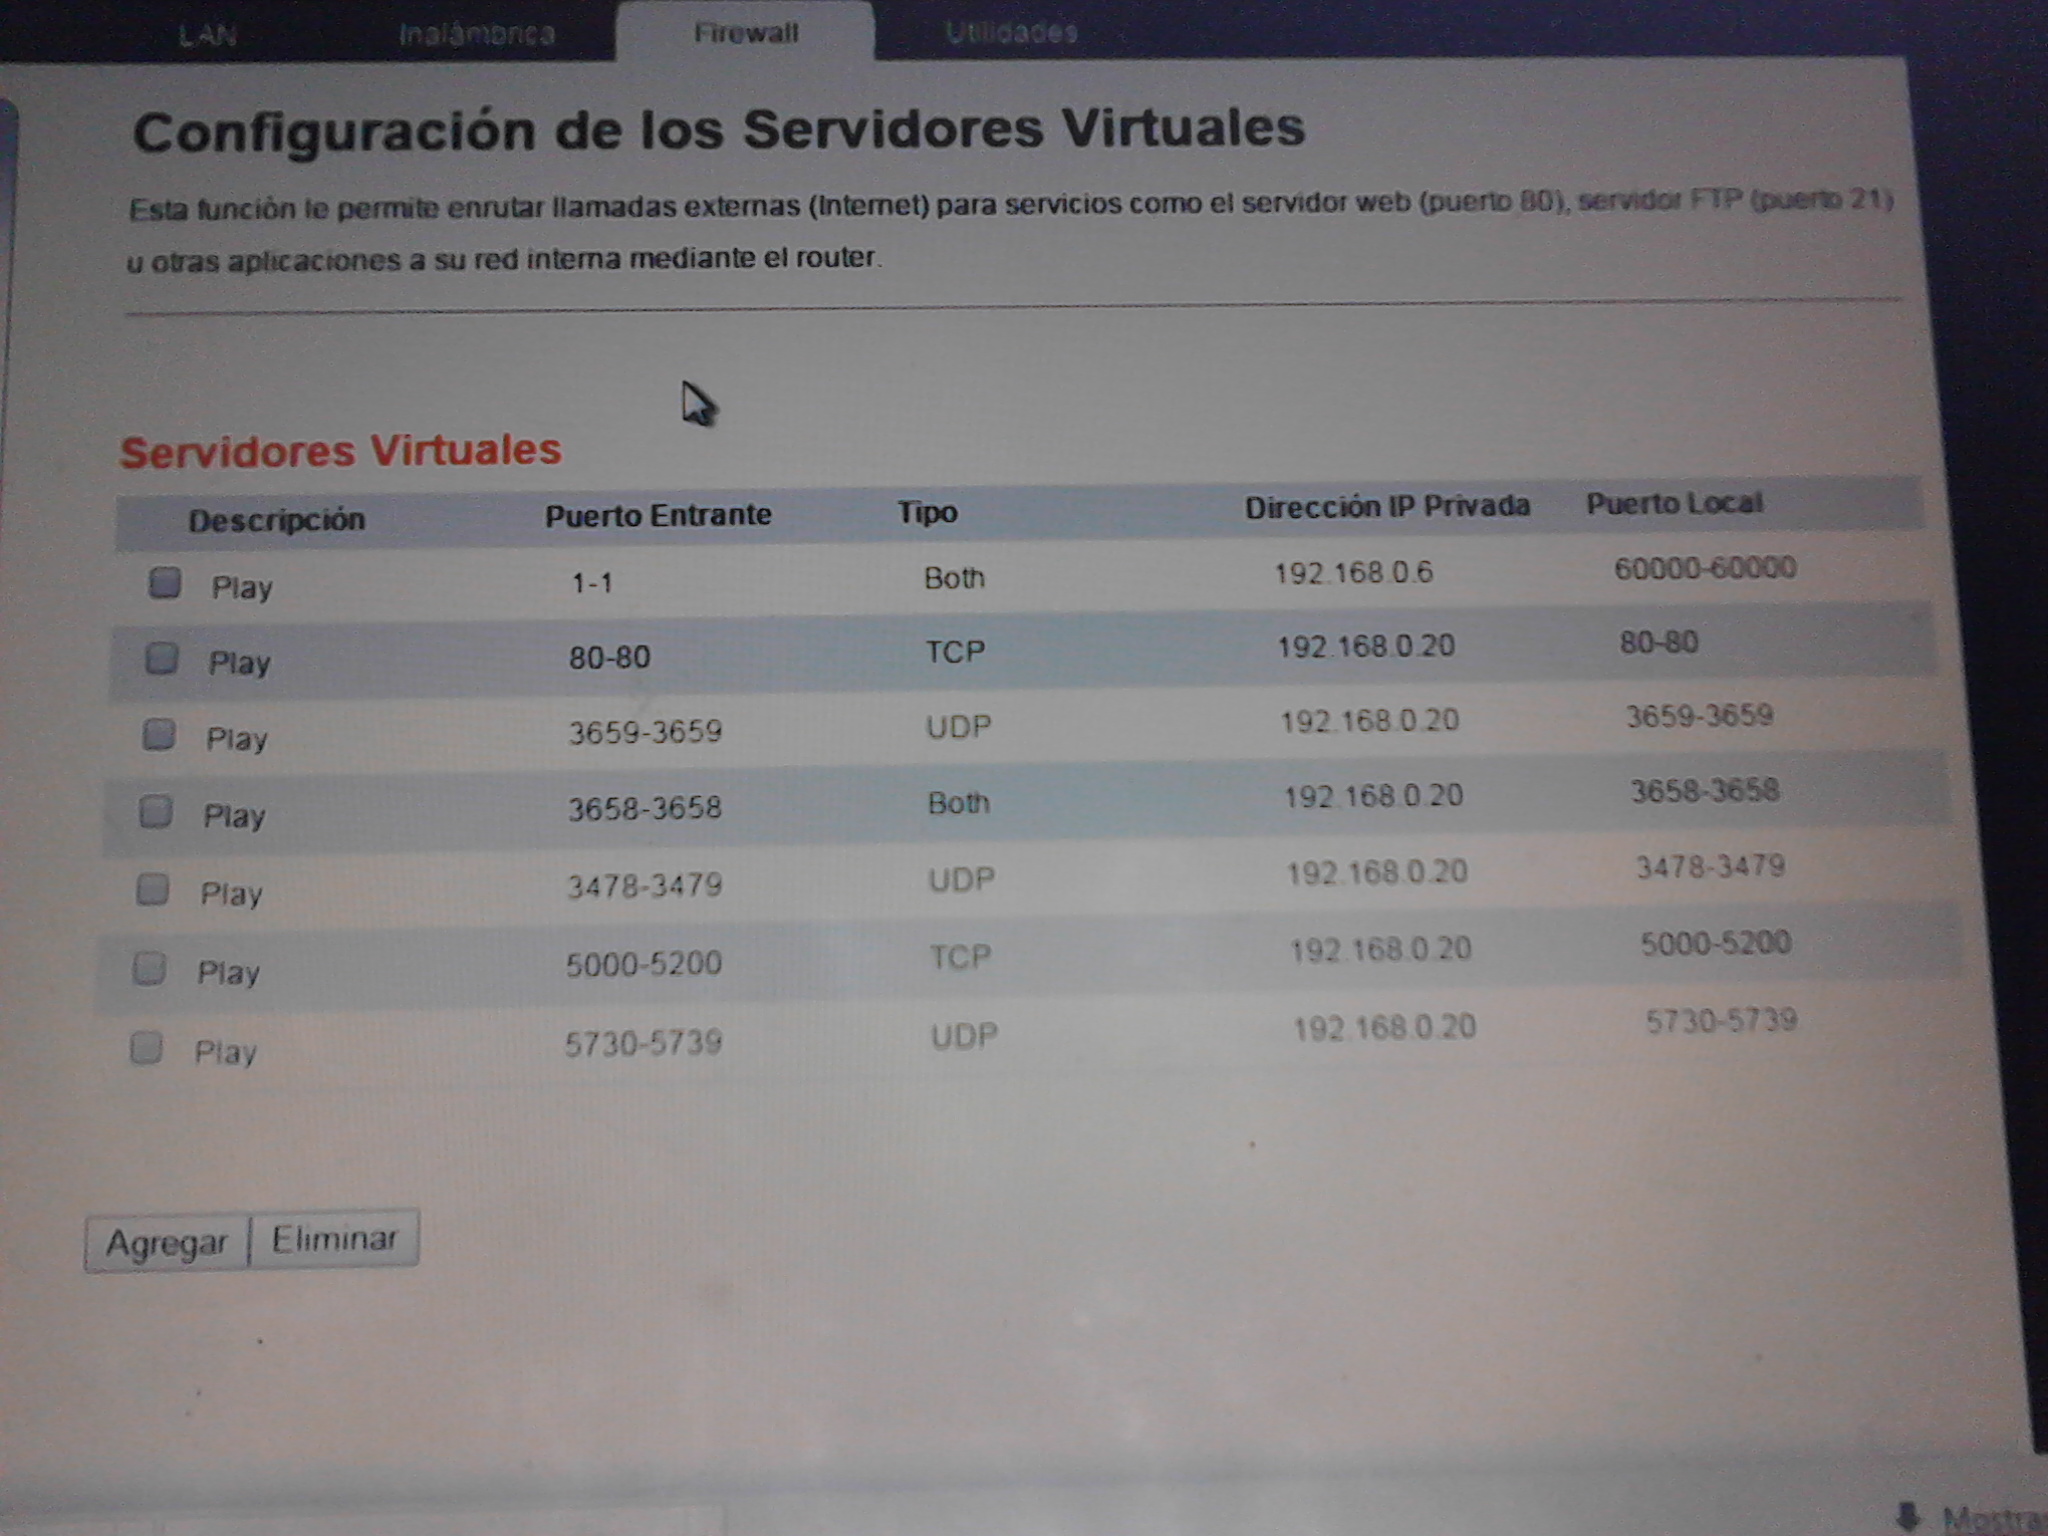 LAN Inalámbrica Firewall Utilidades
Configuración de los Servidores Virtuales
Esta función le permite enrutar llamadas externas (Internet) para servicios como el servidor web (puerto 80), servidor FTP (puerto 21)
u otras aplicaciones a su red interna mediante el router.
Servidores Virtuales
Descripción Puerto Entrante Tipo Dirección IP Privada Puerto Local
Play 1-1 Both 192.168.0.6 60000-60000
Play 80-80 TCP 192.168.0.20 80-80
Play 3659-3659 UDP 192.168.0.20 3659-3659
Play 3658-3658 Both 192.168.0.20 3658-3658
Play 3478-3479 UDP 192.168.0.20 3478-3479
Play 5000-5200 TCP 192.168.0.20 5000-5200
Play 5730-5739 UDP 192.168.0.20 5730-5739
Agregar Eliminar